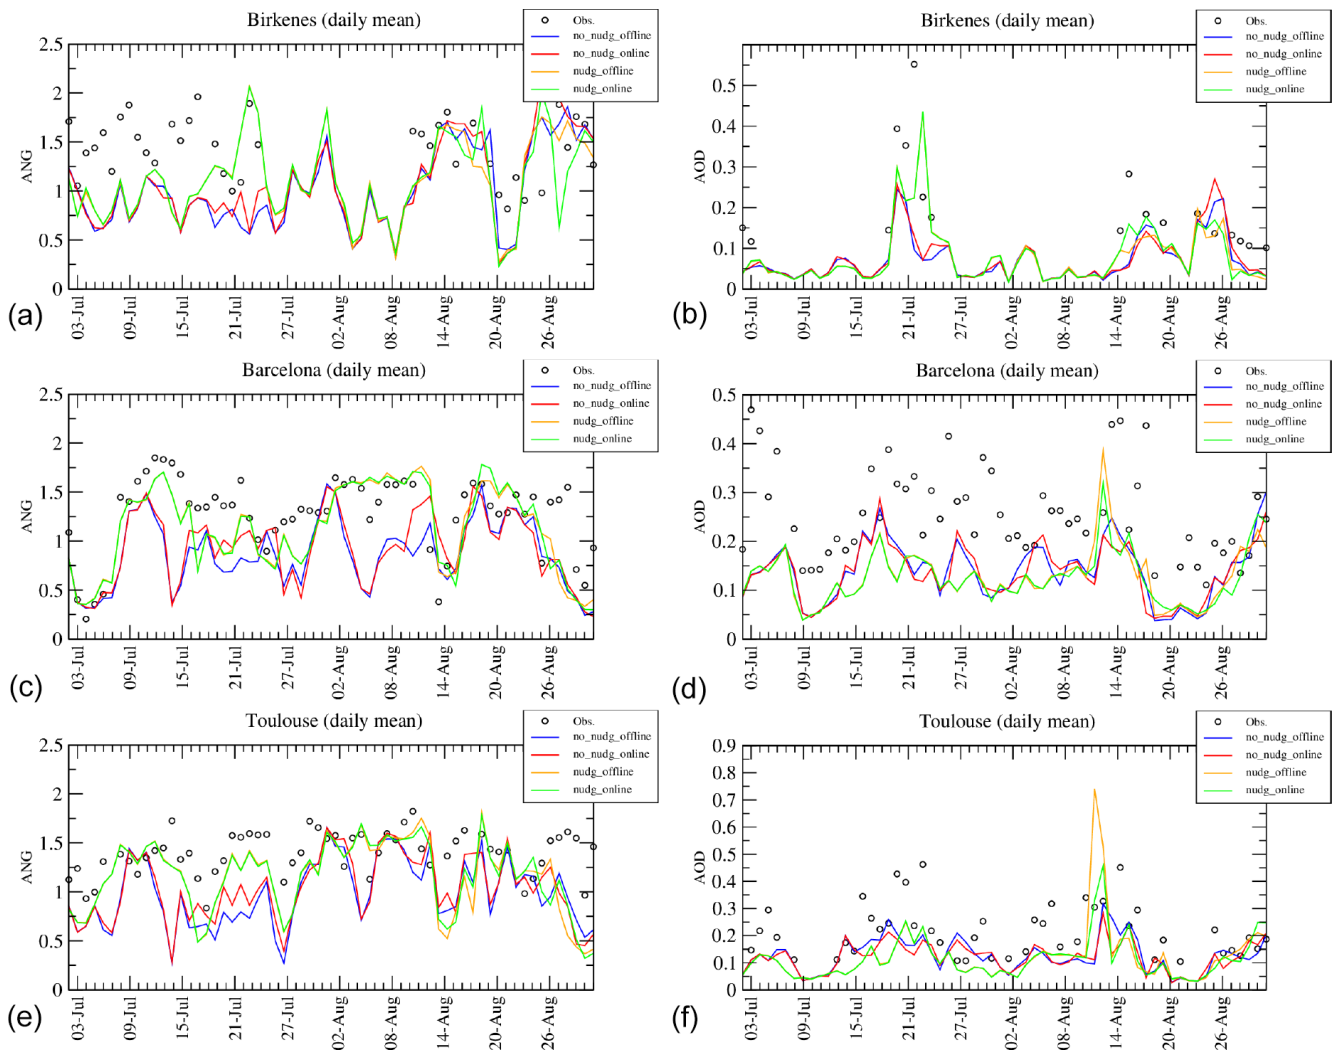 Birkenes (daily mean)
Obs.
no_nudg_offline
no_nudg_online
nudg_offline
nudg_online
2.5
2
1.5
1
0.5
0
ANG
03-Jul
09-Jul
15-Jul
21-Jul
27-Jul
02-Aug
08-Aug
14-Aug
20-Aug
26-Aug
(a)
Birkenes (daily mean)
Obs.
no_nudg_offline
no_nudg_online
nudg_offline
nudg_online
0.5
0.4
0.3
0.2
0.1
0
AOD
03-Jul
09-Jul
15-Jul
21-Jul
27-Jul
02-Aug
08-Aug
14-Aug
20-Aug
26-Aug
(b)
Barcelona (daily mean)
Obs.
no_nudg_offline
no_nudg_online
nudg_offline
nudg_online
2.5
2
1.5
1
0.5
0
ANG
03-Jul
09-Jul
15-Jul
21-Jul
27-Jul
02-Aug
08-Aug
14-Aug
20-Aug
26-Aug
(c)
Barcelona (daily mean)
Obs.
no_nudg_offline
no_nudg_online
nudg_offline
nudg_online
0.5
0.4
0.3
0.2
0.1
0
AOD
03-Jul
09-Jul
15-Jul
21-Jul
27-Jul
02-Aug
08-Aug
14-Aug
20-Aug
26-Aug
(d)
Toulouse (daily mean)
Obs.
no_nudg_offline
no_nudg_online
nudg_offline
nudg_online
2.5
2
1.5
1
0.5
0
ANG
03-Jul
09-Jul
15-Jul
21-Jul
27-Jul
02-Aug
08-Aug
14-Aug
20-Aug
26-Aug
(e)
Toulouse (daily mean)
Obs.
no_nudg_offline
no_nudg_online
nudg_offline
nudg_online
0.9
0.8
0.7
0.6
0.5
0.4
0.3
0.2
0.1
0
AOD
03-Jul
09-Jul
15-Jul
21-Jul
27-Jul
02-Aug
08-Aug
14-Aug
20-Aug
26-Aug
(f)